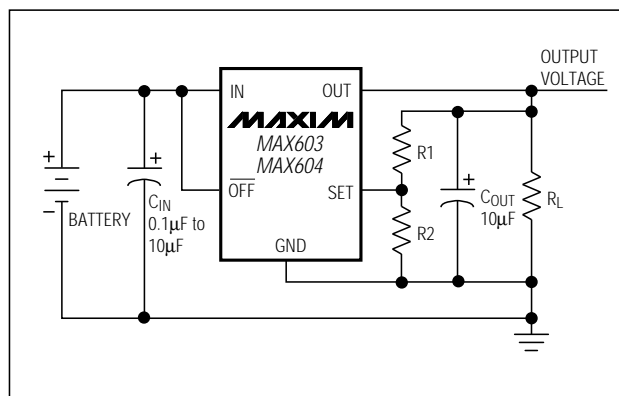 OUTPUT
VOLTAGE
IN
OUT
MAXIM
MAX603
MAX604
OFF
SET
GND
+
−
BATTERY
+
CIN
0.1µF to
10µF
R1
R2
+
COUT
10µF
RL